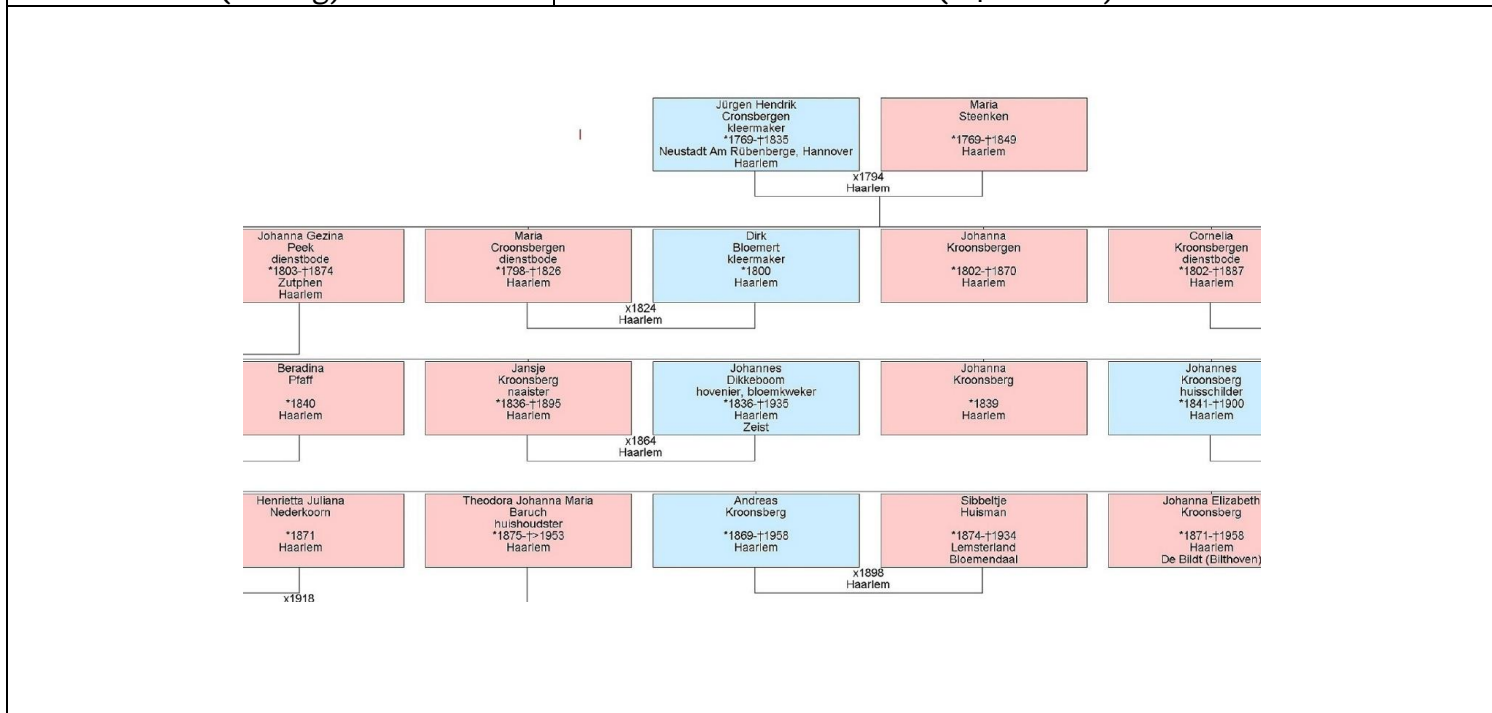 Jürgen Hendrik
Cronsbergen
kleermaker
*1769-†1835
Neustadt Am Rübenberge, Hannover
Haarlem
Maria
Steenken
*1769-†1849
Haarlem
x1794
Haarlem
Johanna Gezina
Peek
dienstbode
*1803-†1874
Zutphen
Haarlem
Maria
Croonsbergen
dienstbode
*1798-†1826
Haarlem
Dirk
Bloemert
kleermaker
*1800
Haarlem
Johanna
Kroonsbergen
*1802-†1870
Haarlem
Cornelia
Kroonsbergen
dienstbode
*1802-†1887
Haarlem
x1824
Haarlem
Beradina
Pfaff
*1840
Haarlem
Jansje
Kroonsberg
naaister
*1836-†1895
Haarlem
Johannes
Dikkeboom
hovenier, bloemkweker
*1836-†1935
Haarlem
Zeist
Johanna
Kroonsberg
*1839
Haarlem
Johannes
Kroonsberg
huisschilder
*1841-†1900
Haarlem
x1864
Haarlem
Henrietta Juliana
Nederkoorn
*1871
Haarlem
Theodora Johanna Maria
Baruch
huishoudster
*1875-†>1953
Haarlem
Andreas
Kroonsberg
*1869-†1958
Haarlem
Sibbeltje
Huisman
*1874-†1934
Lemsterland
Bloemendaal
Johanna Elizabeth
Kroonsberg
*1871-†1958
Haarlem
De Bildt (Bilthoven)
x1898
Haarlem
x1918